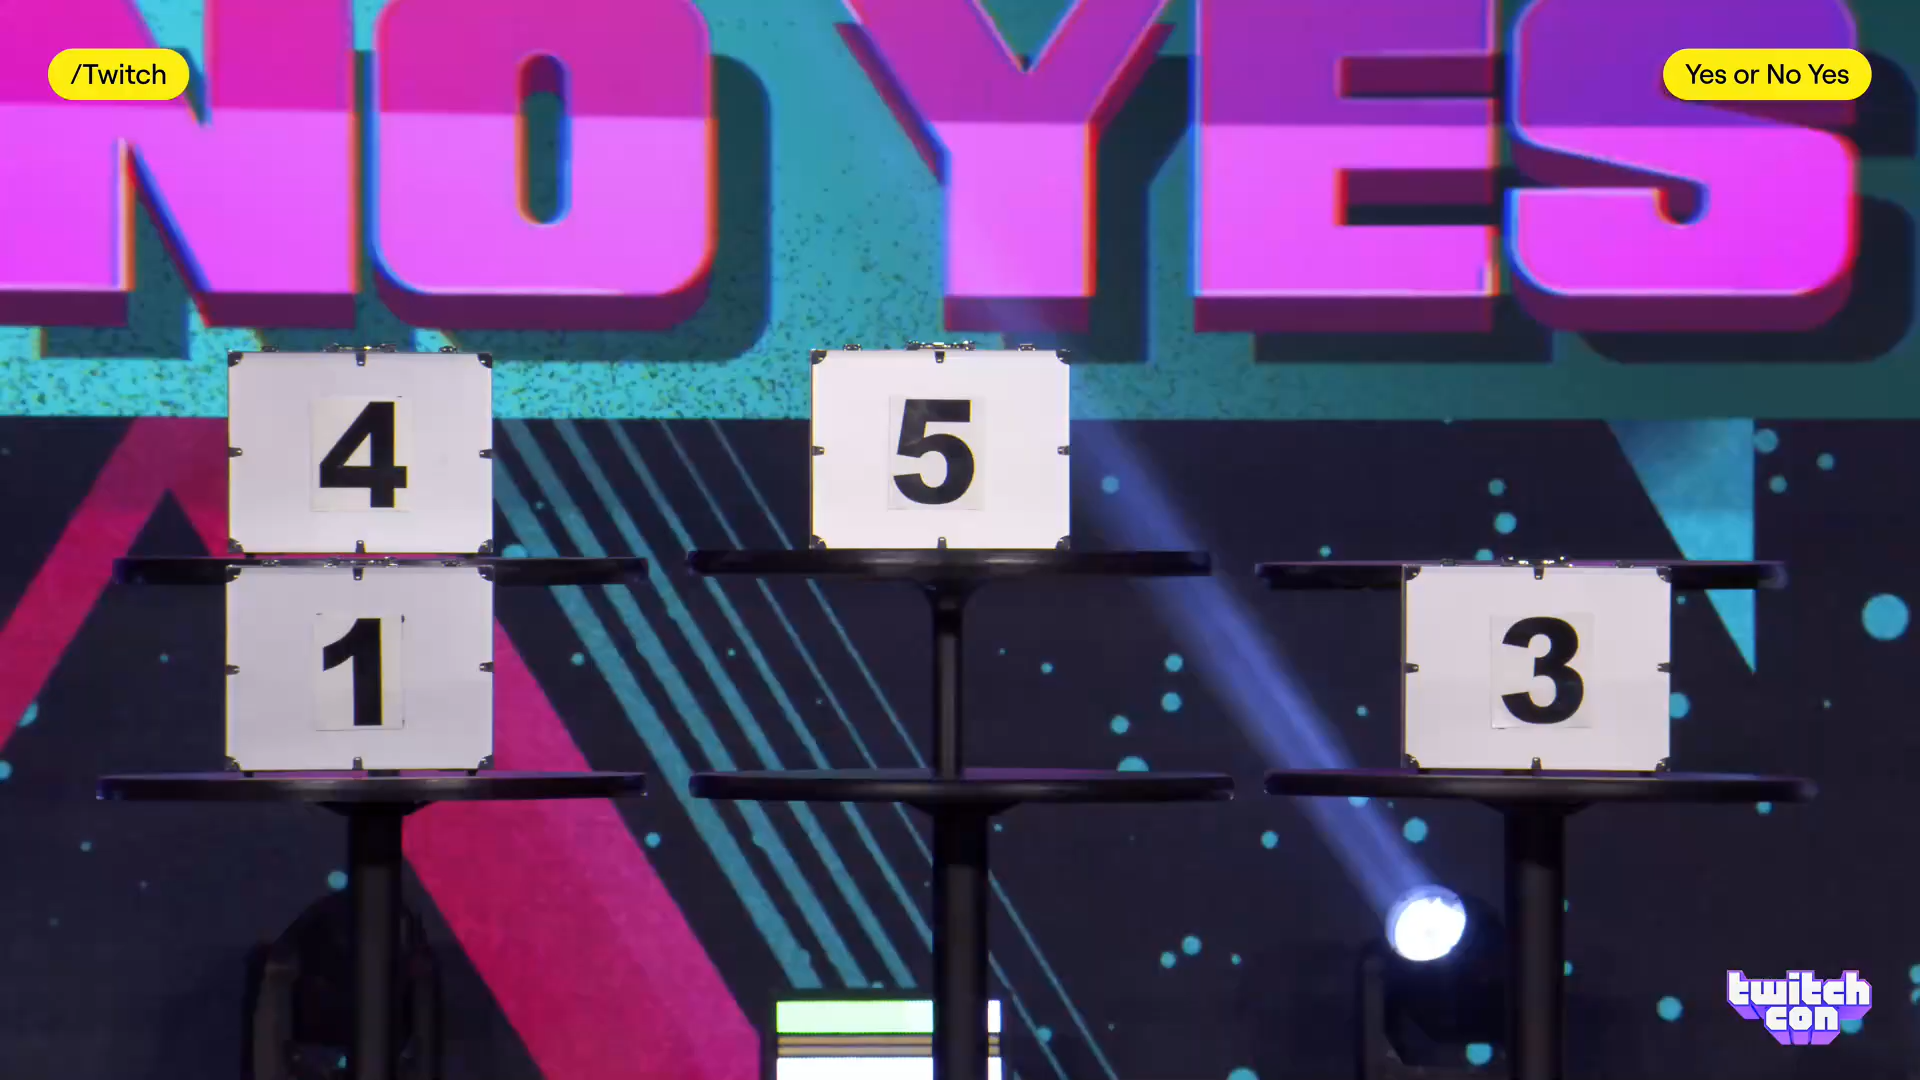 /Twitch
Yes or No Yes
NO YES
4
5
1
3
twitch
con